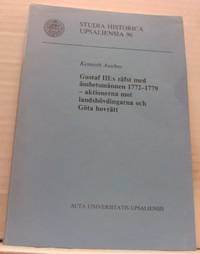 STUDIA HISTORICA
UPSALIENSIA 96
Kenneth Awebro
Gustaf III:s räfst med
ämbetsmännen 1772–1779
– aktionerna mot
landshövdingarna och
Göta hovrätt
ACTA UNIVERSITATIS UPSALIENSIS